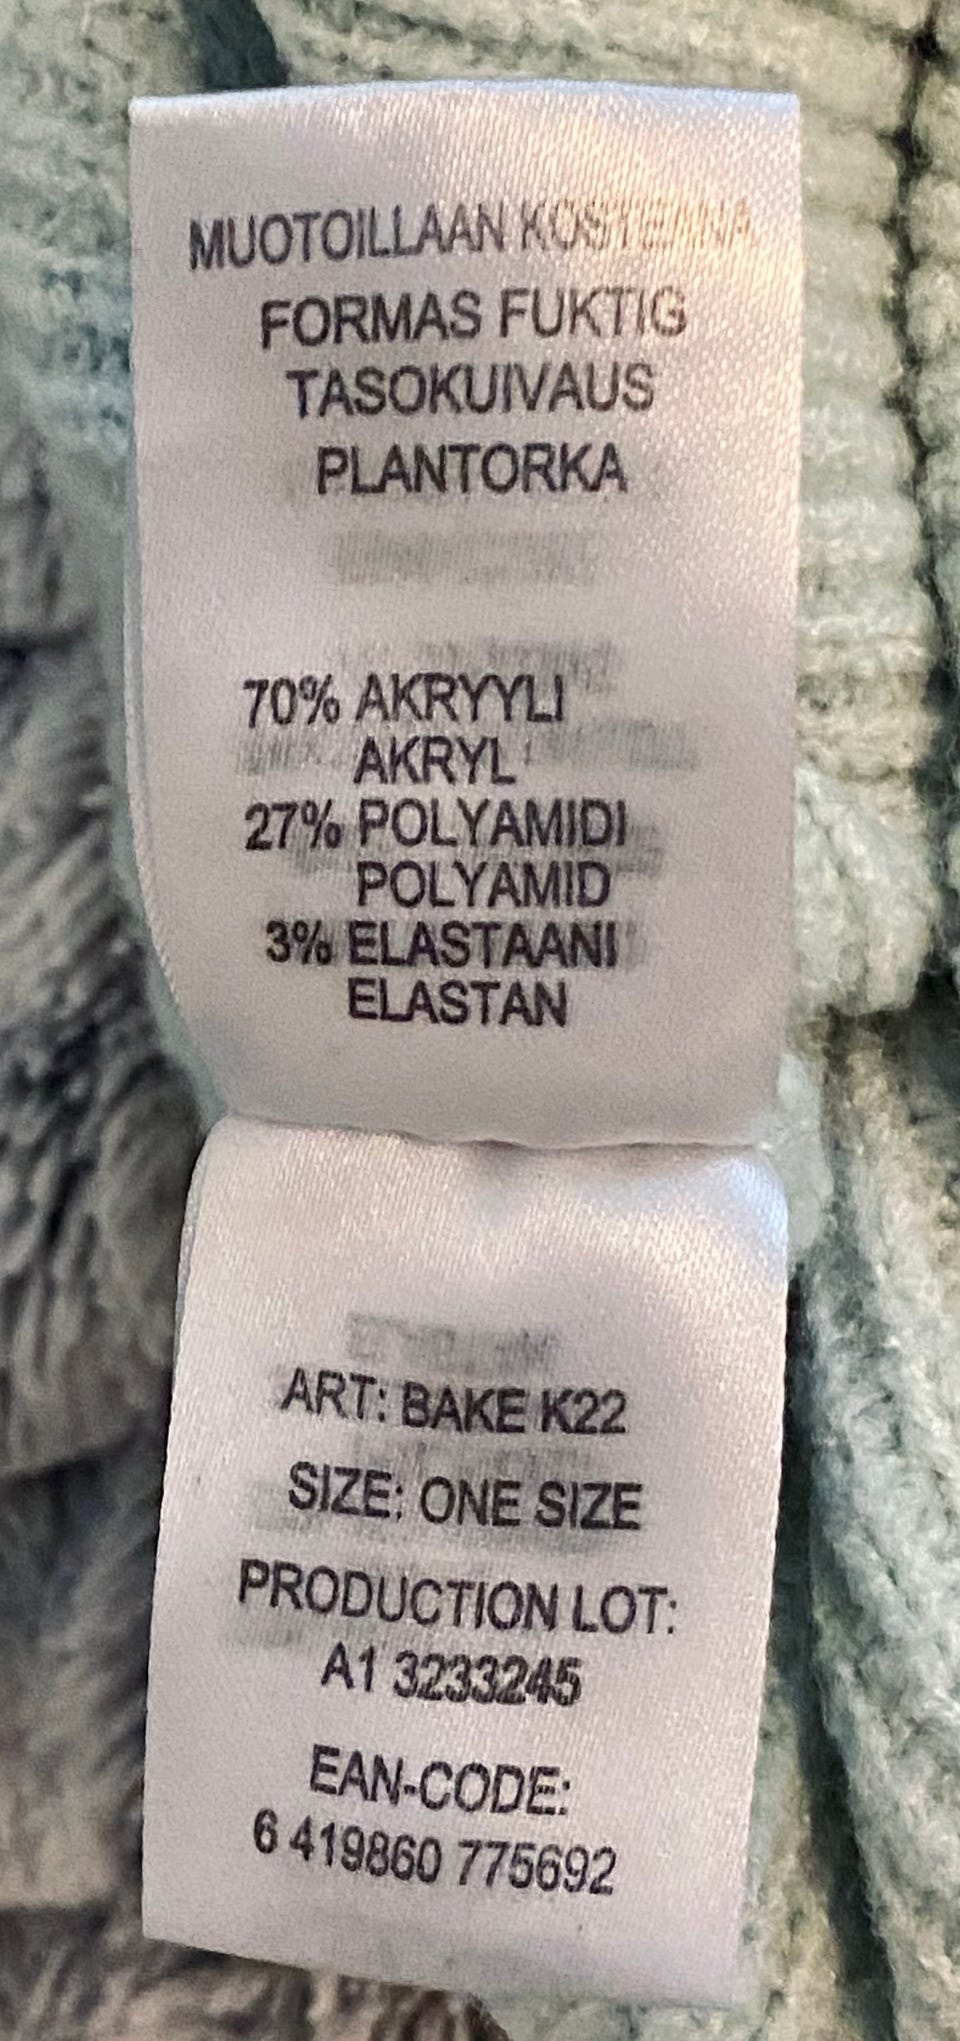 MUOTOILLAAN KOSTEANA
FORMAS FUKTIG
TASOKUIVAUS
PLANTORKA
70% AKRYYLI
AKRYL
27% POLYAMIDI
POLYAMID
3% ELASTAANI
ELASTAN
ART: BAKE K22
SIZE: ONE SIZE
PRODUCTION LOT:
A1 3233245
EAN-CODE:
6 419860 775692